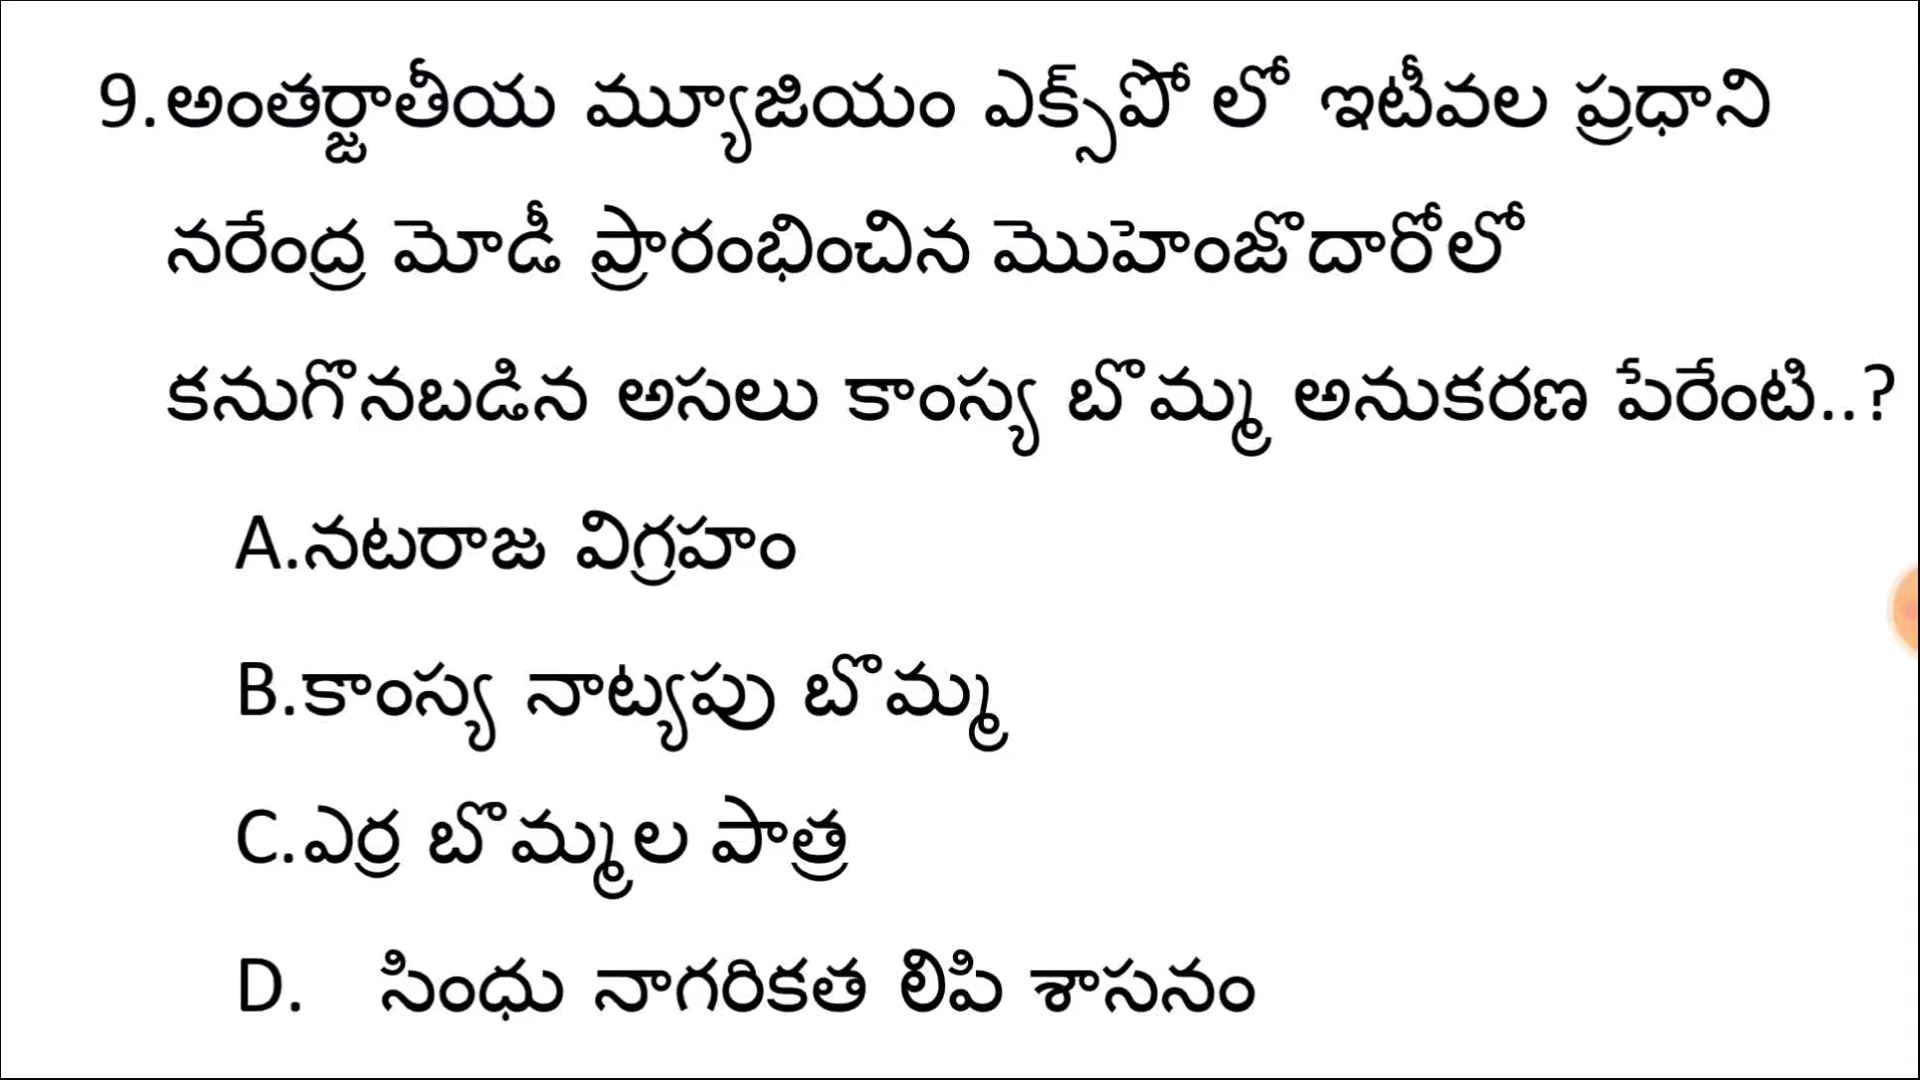 9.అంతర్జాతీయ మ్యూజియం ఎక్స్‌పో లో ఇటీవల ప్రధాని
నరేంద్ర మోడీ ప్రారంభించిన మొహెంజొదారోలో
కనుగొనబడిన అసలు కాంస్య బొమ్మ అనుకరణ పేరేంటి..?
A.నటరాజ విగ్రహం
B.కాంస్య నాట్యపు బొమ్మ
C.ఎర్ర బొమ్మల పాత్ర
D. సింధు నాగరికత లిపి శాసనం